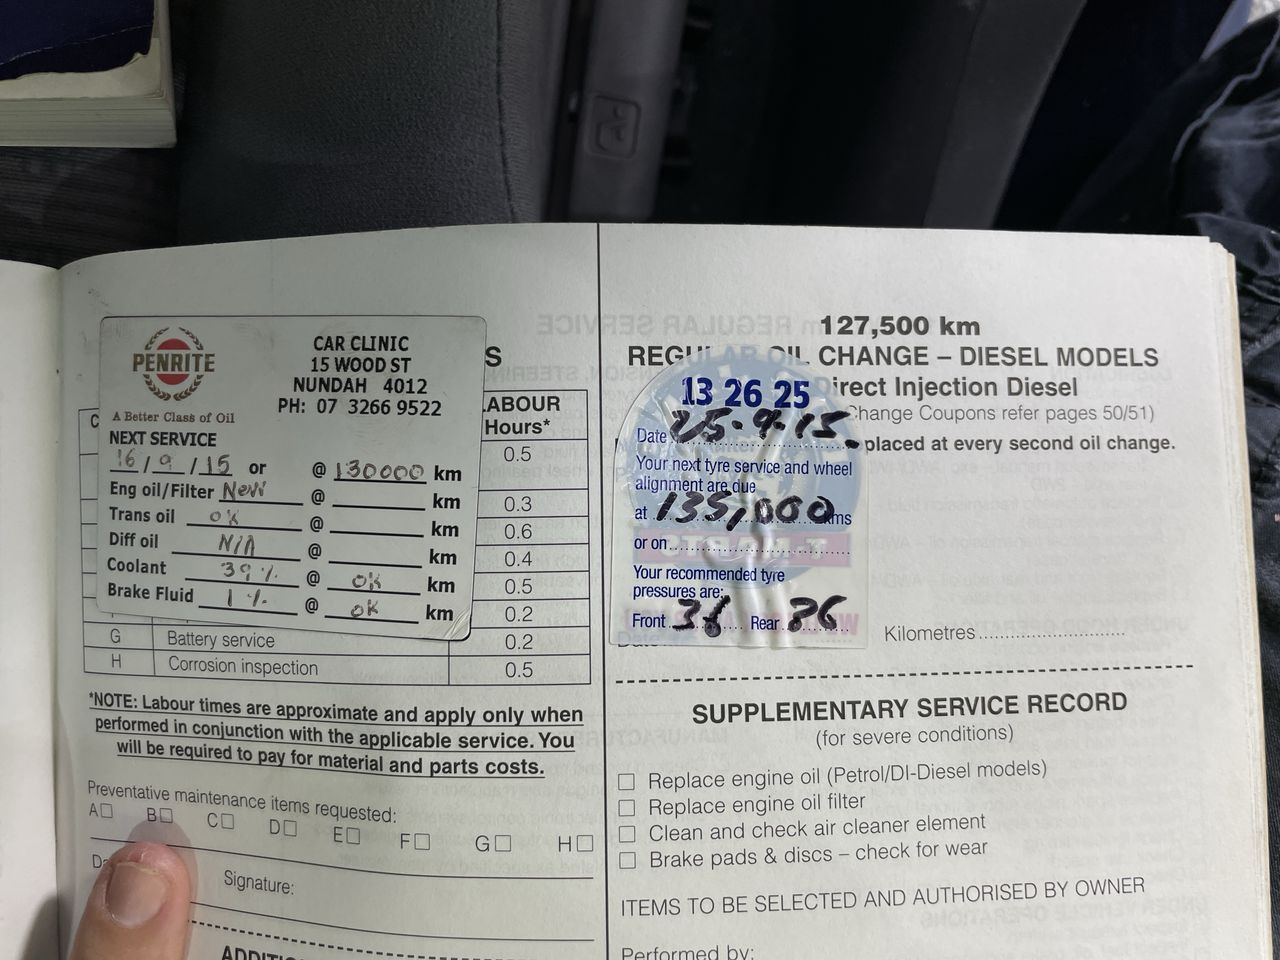 PENRITE
A Better Class of Oil
CAR CLINIC
15 WOOD ST
NUNDAH 4012
PH: 07 3266 9522
NEXT SERVICE
16/9/15 or @ 130000 km
Eng oil/Filter New @ km
Trans oil OK @ km
Diff oil N/A @ km
Coolant 39% @ OK km
Brake Fluid 1% @ OK km
S
C
LABOUR
Hours*
0.5
0.3
0.6
0.4
0.5
0.2
G Battery service 0.2
H Corrosion inspection 0.5
*NOTE: Labour times are approximate and apply only when
performed in conjunction with the applicable service. You
will be required to pay for material and parts costs.
Preventative maintenance items requested:
A□ B□ C□ D□ E□ F□ G□ H□
Signature:
127,500 km
REGULAR OIL CHANGE – DIESEL MODELS
Direct Injection Diesel
Change Coupons refer pages 50/51)
placed at every second oil change.
13 26 25
Date 25.9.15.
Your next tyre service and wheel
alignment are due
at 135,000 kms
or on
Your recommended tyre
pressures are:
Front 36 Rear 36
Kilometres
SUPPLEMENTARY SERVICE RECORD
(for severe conditions)
□ Replace engine oil (Petrol/DI-Diesel models)
□ Replace engine oil filter
□ Clean and check air cleaner element
□ Brake pads & discs – check for wear
ITEMS TO BE SELECTED AND AUTHORISED BY OWNER
Performed by: